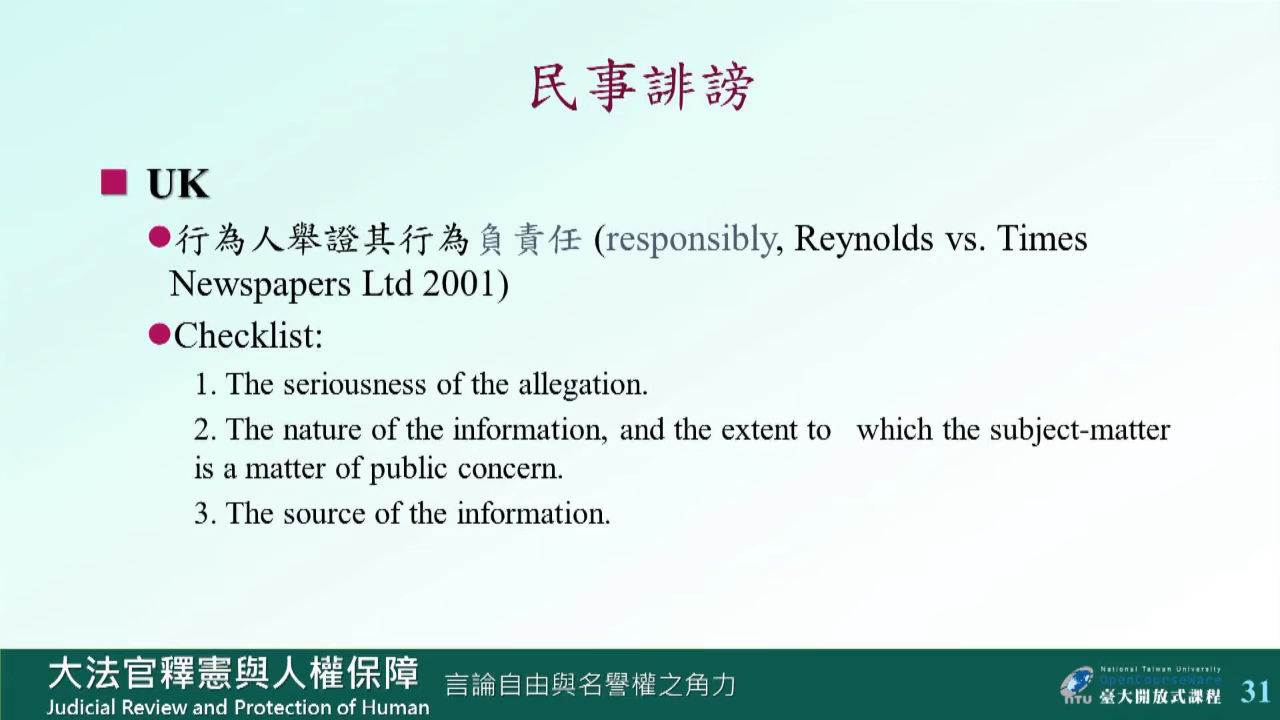 民事誹謗
UK
行為人舉證其行為負責任 (responsibly, Reynolds vs. Times
Newspapers Ltd 2001)
Checklist:
1. The seriousness of the allegation.
2. The nature of the information, and the extent to which the subject-matter
is a matter of public concern.
3. The source of the information.
大法官釋憲與人權保障
Judicial Review and Protection of Human
言論自由與名譽權之角力
National Taiwan University
OpenCourseWare
NTU 臺大開放式課程
31